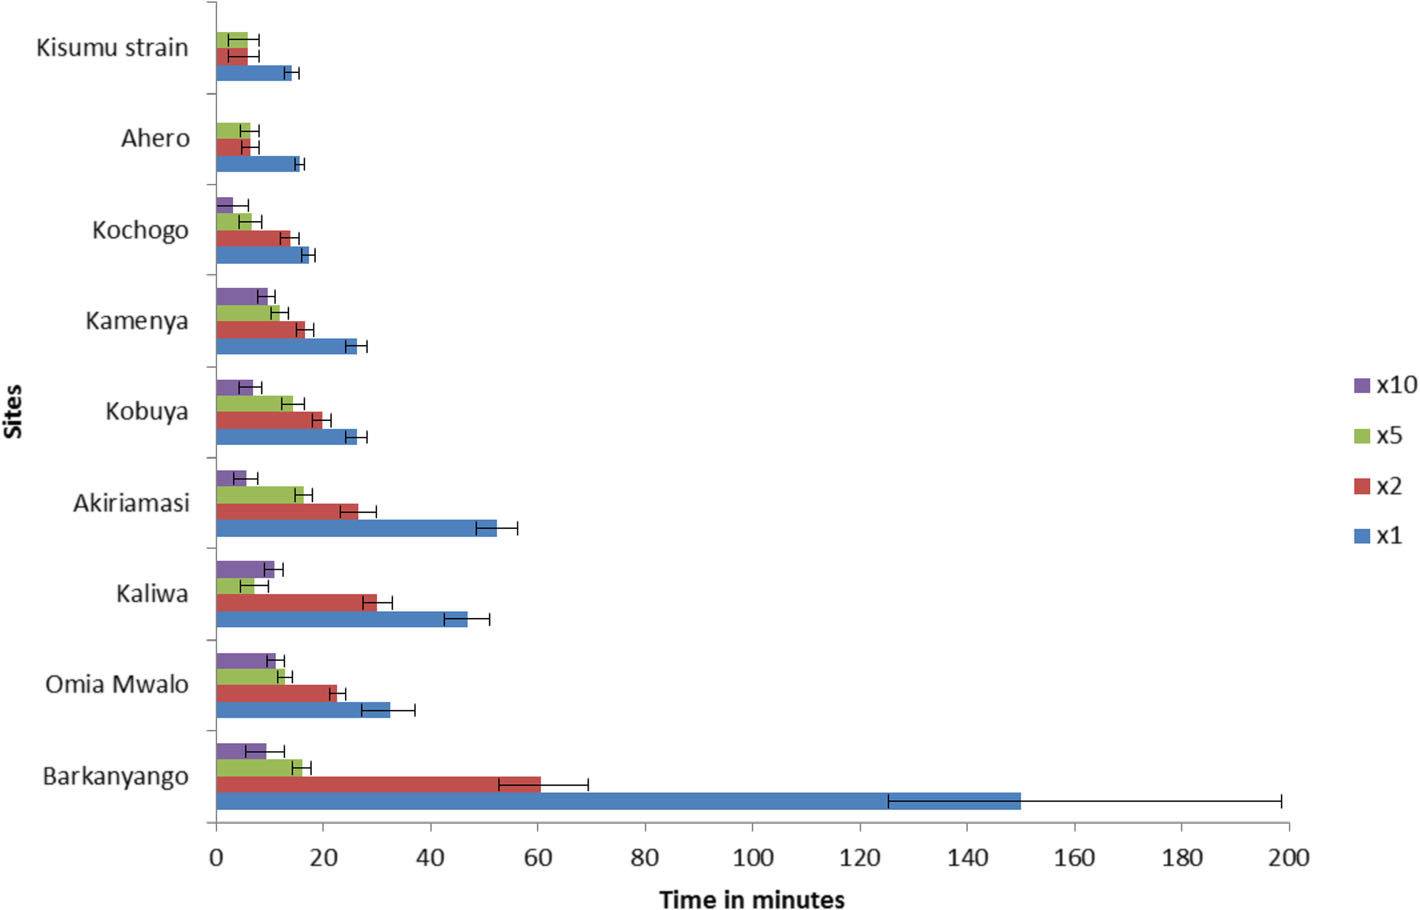 Kisumu strain
Ahero
Kochogo
Kamenya
Kobuya
Akiriamasi
Kaliwa
Omia Mwalo
Barkanyango
Sites
0 20 40 60 80 100 120 140 160 180 200
Time in minutes
x10
x5
x2
x1